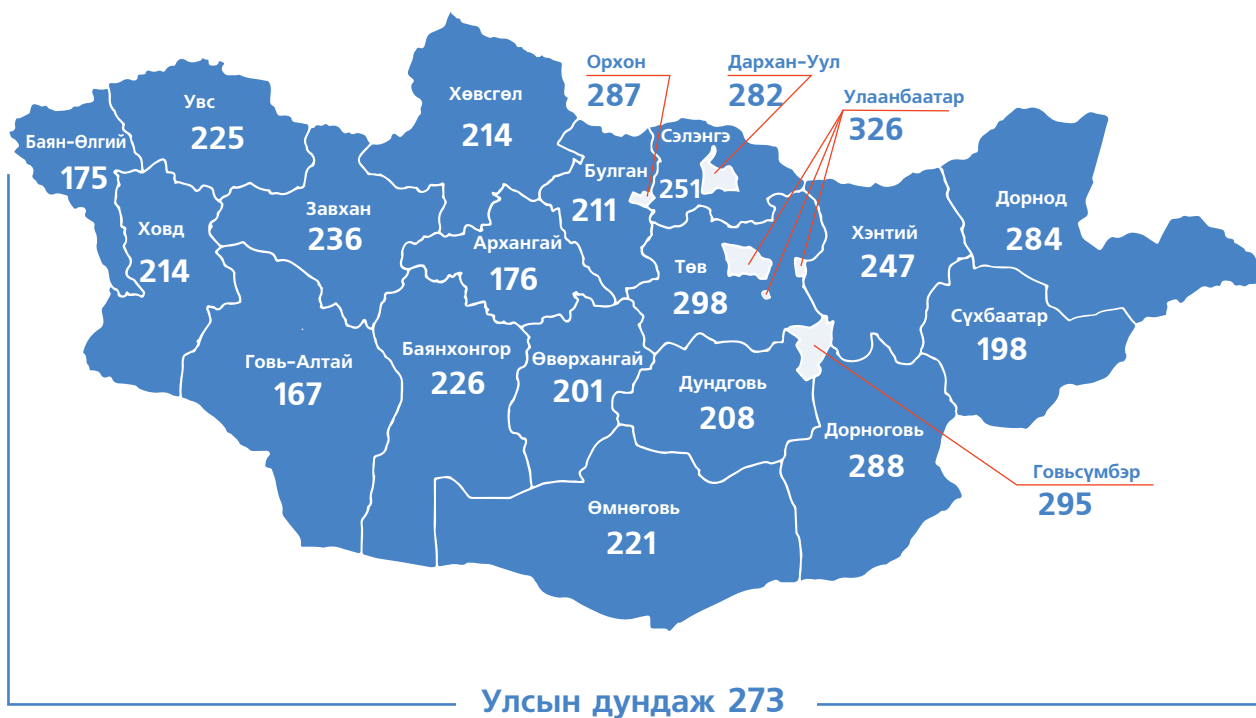 Орхон
287
Дархан-Уул
282
Улаанбаатар
326
Баян-Өлгий
175
Увс
225
Хөвсгөл
214
Булган
211
Сэлэнгэ
251
Дорнод
284
Ховд
214
Завхан
236
Архангай
176
Төв
298
Хэнтий
247
Сүхбаатар
198
Говь-Алтай
167
Баянхонгор
226
Өвөрхангай
201
Дундговь
208
Дорноговь
288
Говьсүмбэр
295
Өмнөговь
221
Улсын дундаж 273